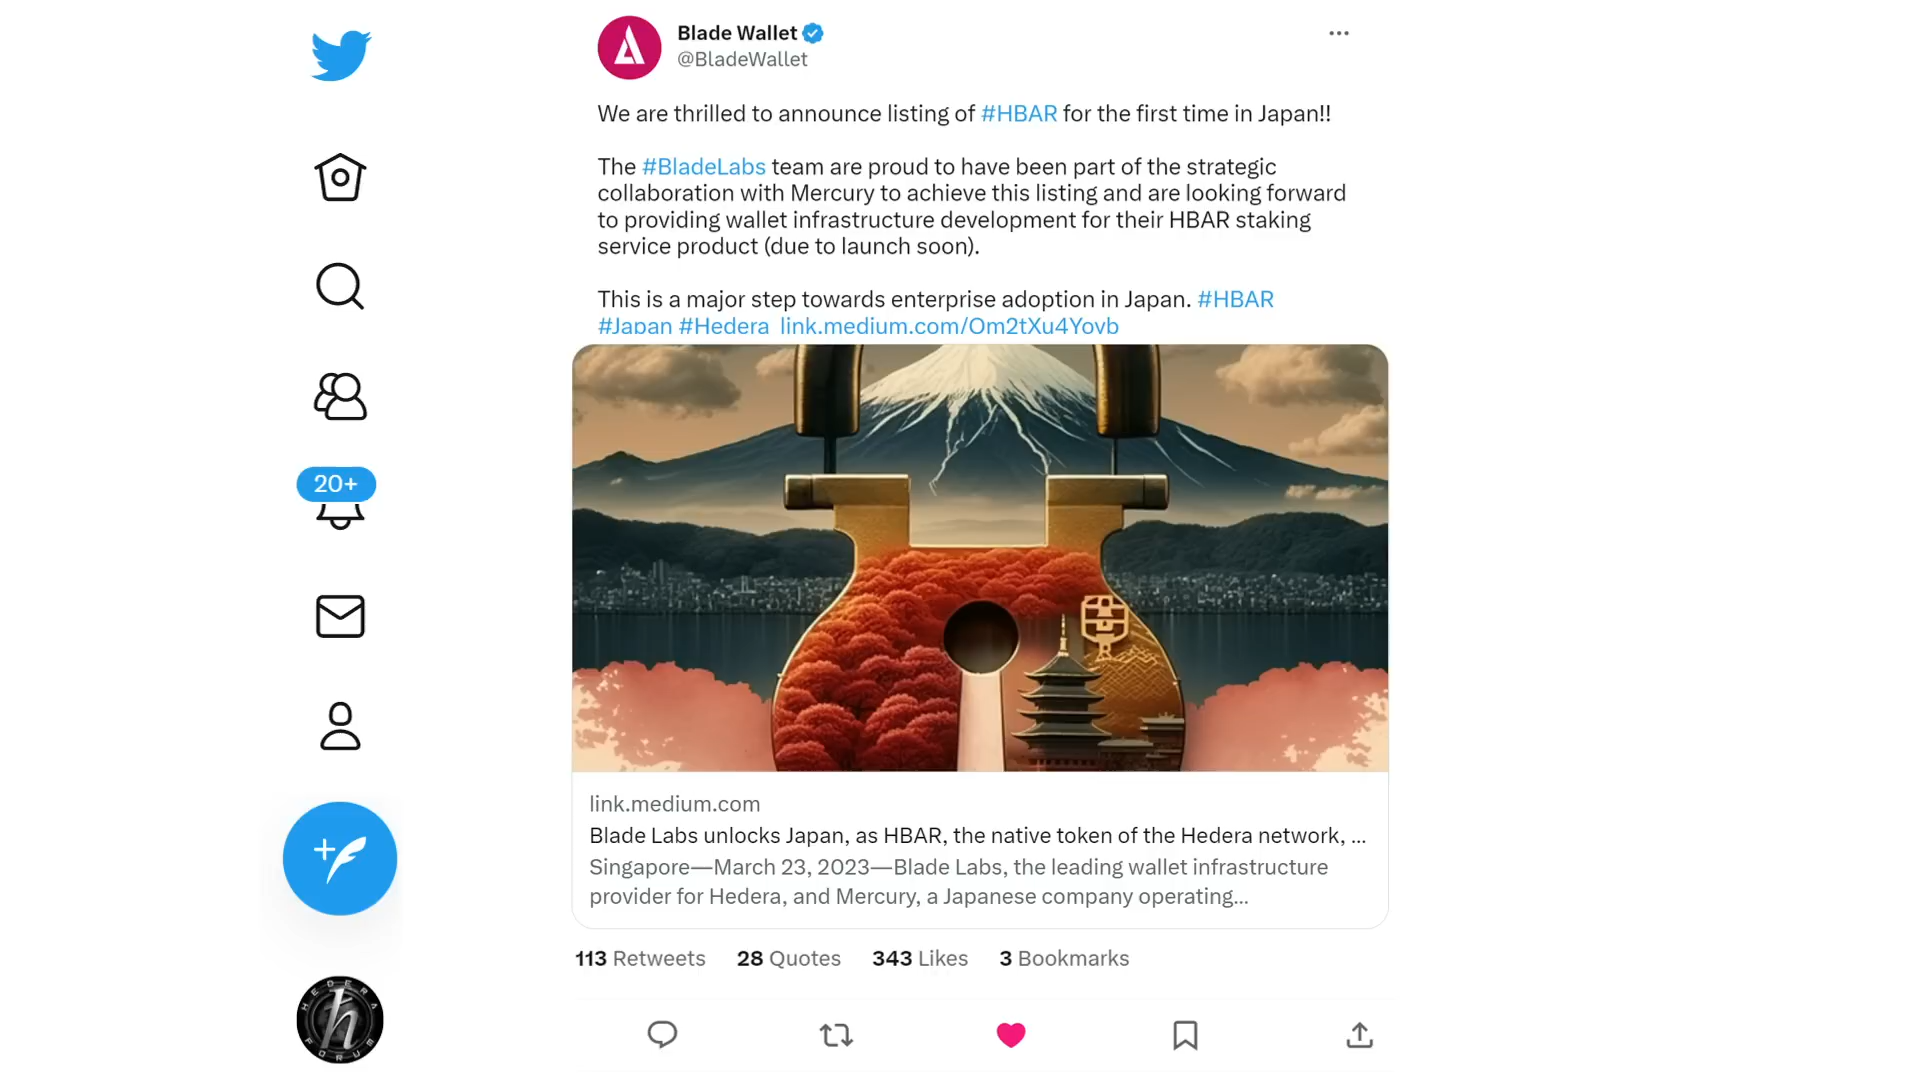 Blade Wallet
@BladeWallet
We are thrilled to announce listing of #HBAR for the first time in Japan!!
The #BladeLabs team are proud to have been part of the strategic
collaboration with Mercury to achieve this listing and are looking forward
to providing wallet infrastructure development for their HBAR staking
service product (due to launch soon).
This is a major step towards enterprise adoption in Japan. #HBAR
#Japan #Hedera link.medium.com/Om2tXu4Yovb
20+
link.medium.com
Blade Labs unlocks Japan, as HBAR, the native token of the Hedera network, ...
Singapore—March 23, 2023—Blade Labs, the leading wallet infrastructure
provider for Hedera, and Mercury, a Japanese company operating...
113 Retweets 28 Quotes 343 Likes 3 Bookmarks
HEDERA
h
FORUM